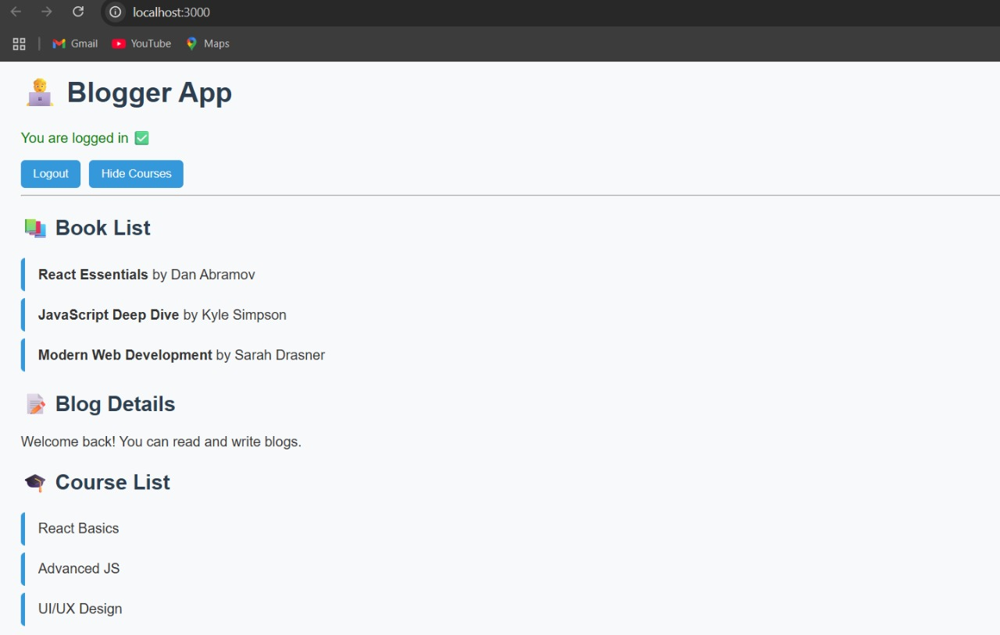 localhost:3000
Gmail YouTube Maps
Blogger App
You are logged in ✅
Logout Hide Courses
Book List
React Essentials by Dan Abramov
JavaScript Deep Dive by Kyle Simpson
Modern Web Development by Sarah Drasner
Blog Details
Welcome back! You can read and write blogs.
Course List
React Basics
Advanced JS
UI/UX Design